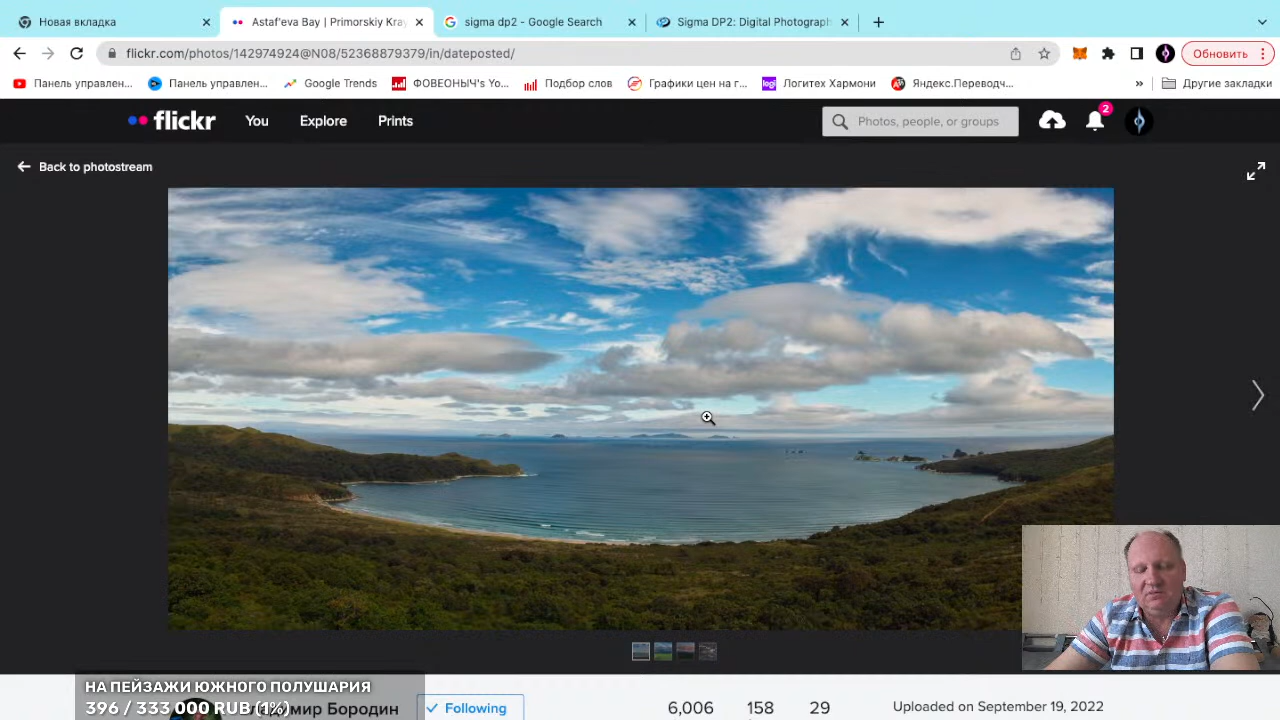 Новая вкладка
Astaf'eva Bay | Primorskiy Kray
sigma dp2 - Google Search
Sigma DP2: Digital Photograph
flickr.com/photos/142974924@N08/52368879379/in/dateposted/
Обновить
Панель управлен...
Панель управлен...
Google Trends
ФОВЕОНН's Yo...
Подбор слов
Графики цен на г...
logi
Логитех Хармони
Яндекс.Переводч...
»
Другие закладки
flickr
You
Explore
Prints
Photos, people, or groups
2
Back to photostream
НА ПЕЙЗАЖИ ЮЖНОГО ПОЛУШАРИЯ
396 / 333 000 RUB (1%)
Бородин
Following
6,006
158
29
Uploaded on September 19, 2022